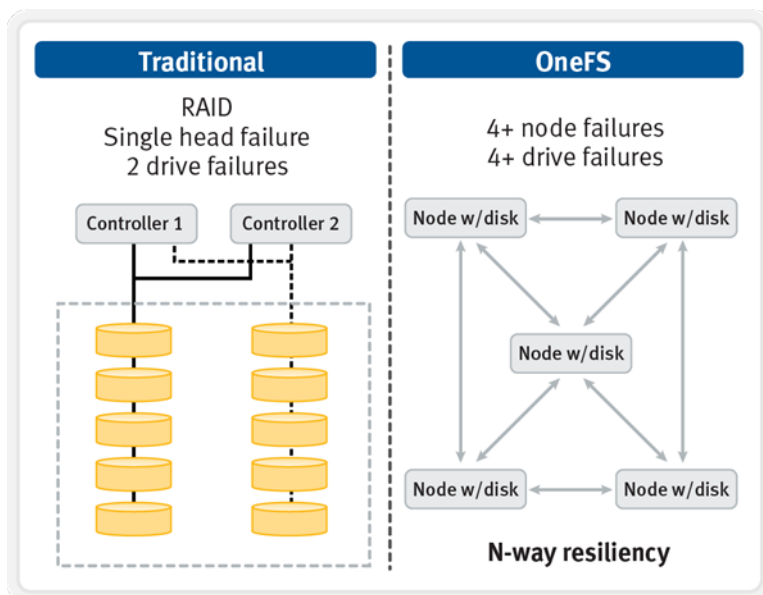 Traditional
RAID
Single head failure
2 drive failures
Controller 1
Controller 2
OneFS
4+ node failures
4+ drive failures
Node w/disk
Node w/disk
Node w/disk
Node w/disk
Node w/disk
N-way resiliency